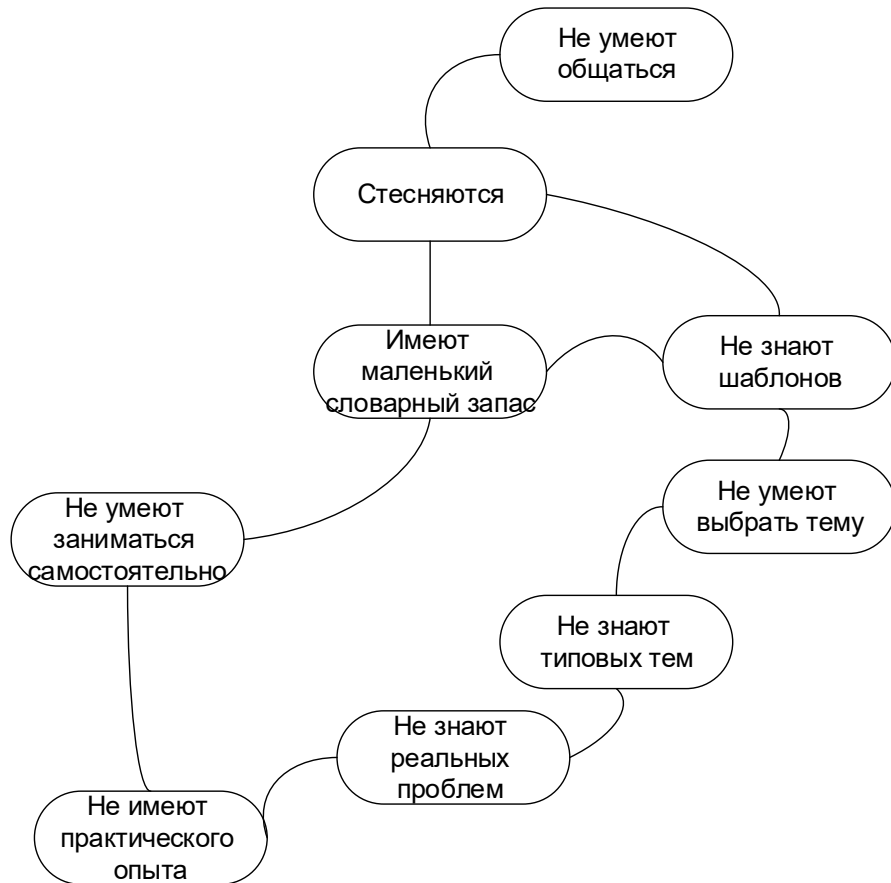 Не умеют
общаться
Стесняются
Имеют
маленький
словарный запас
Не знают
шаблонов
Не умеют
выбрать тему
Не умеют
заниматься
самостоятельно
Не знают
типовых тем
Не знают
реальных
проблем
Не имеют
практического
опыта